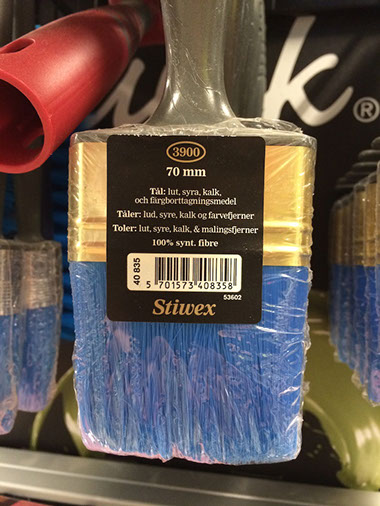 k®
3900
70 mm
Tål: lut, syra, kalk,
och färgborttagningsmedel
Tåler: lud, syre, kalk og farvefjerner
Toler: lut, syre, kalk, & malingsfjerner
100% synt. fibre
40 835
5 701573 408358
53602
Stiwex